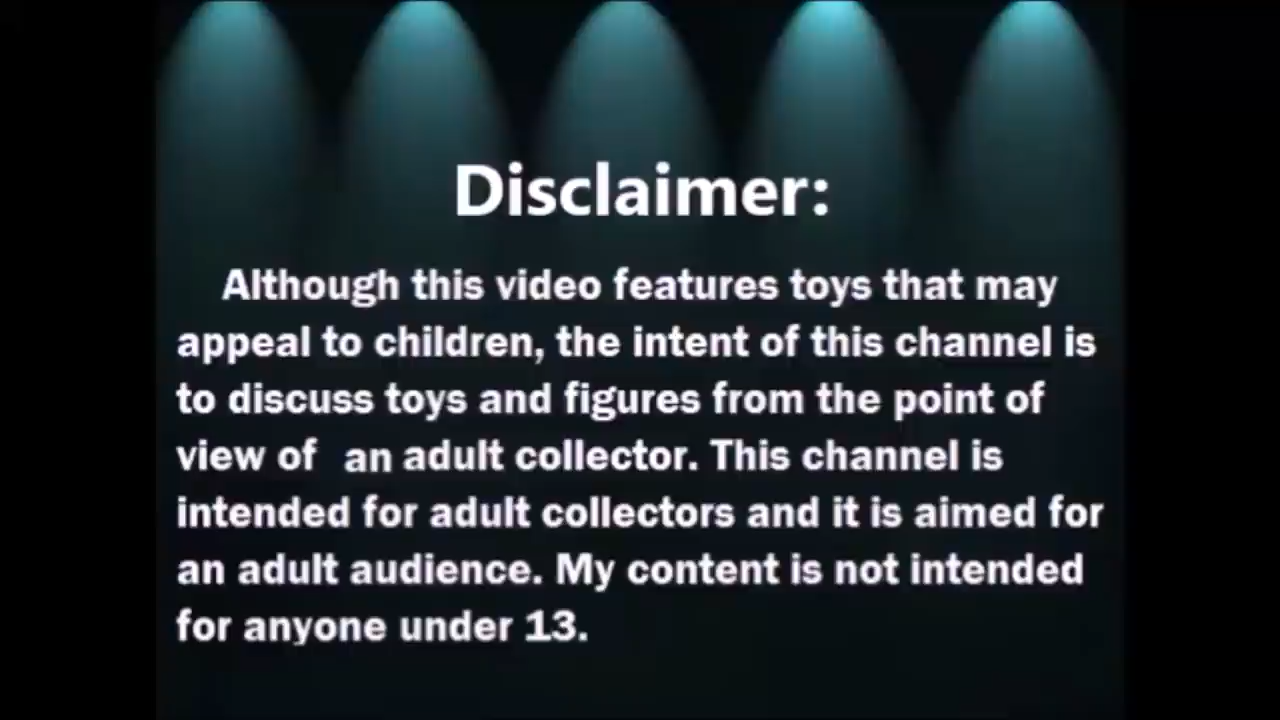 Disclaimer:
Although this video features toys that may
appeal to children, the intent of this channel is
to discuss toys and figures from the point of
view of an adult collector. This channel is
intended for adult collectors and it is aimed for
an adult audience. My content is not intended
for anyone under 13.